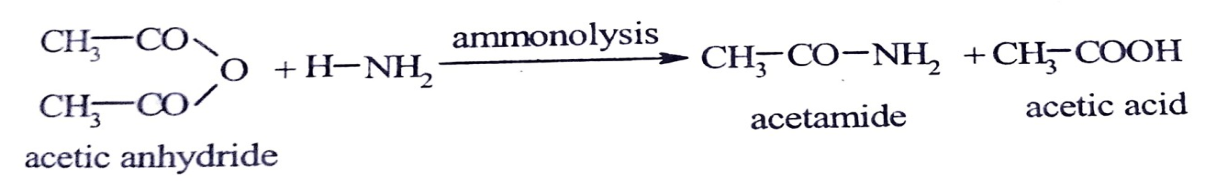 CH₃—CO
O + H—NH₂ ammonolysis CH₃—CO—NH₂ + CH₃—COOH
CH₃—CO
acetamide acetic acid
acetic anhydride